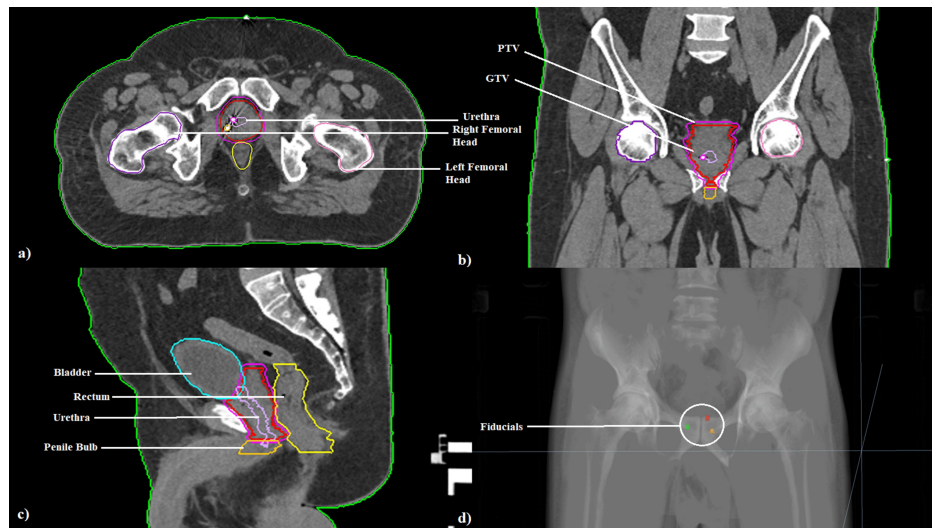 Urethra
Right Femoral
Head
Left Femoral
Head
a)
PTV
GTV
b)
Bladder
Rectum
Urethra
Penile Bulb
c)
Fiducials
d)